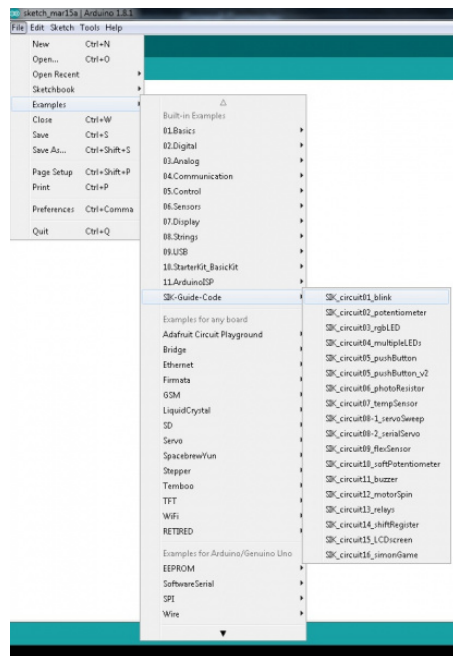 sketch_mar15a | Arduino 1.8.1
File Edit Sketch Tools Help
New Ctrl+N
Open... Ctrl+O
Open Recent
Sketchbook
Examples
Close Ctrl+W
Save Ctrl+S
Save As... Ctrl+Shift+S
Page Setup Ctrl+Shift+P
Print Ctrl+P
Preferences Ctrl+Comma
Quit Ctrl+Q
Built-in Examples
01.Basics
02.Digital
03.Analog
04.Communication
05.Control
06.Sensors
07.Display
08.Strings
09.USB
10.StarterKit_BasicKit
11.ArduinoISP
SIK-Guide-Code
Examples for any board
Adafruit Circuit Playground
Bridge
Ethernet
Firmata
GSM
LiquidCrystal
SD
Servo
SpacebrewYun
Stepper
Temboo
TFT
WiFi
RETIRED
Examples for Arduino/Genuino Uno
EEPROM
SoftwareSerial
SPI
Wire
SIK_circuit01_blink
SIK_circuit02_potentiometer
SIK_circuit03_rgbLED
SIK_circuit04_multipleLEDs
SIK_circuit05_pushButton
SIK_circuit05_pushButton_v2
SIK_circuit06_photoResistor
SIK_circuit07_tempSensor
SIK_circuit08-1_servoSweep
SIK_circuit08-2_serialServo
SIK_circuit09_flexSensor
SIK_circuit10_softPotentiometer
SIK_circuit11_buzzer
SIK_circuit12_motorSpin
SIK_circuit13_relays
SIK_circuit14_shiftRegister
SIK_circuit15_LCDscreen
SIK_circuit16_simonGame